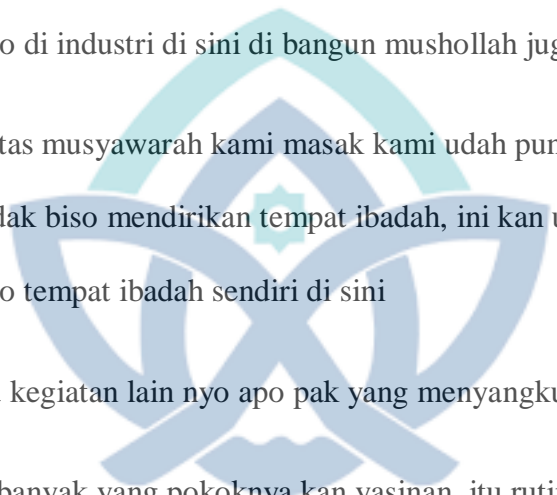 o di industri di sini di bangun mushollah jug
tas musyawarah kami masak kami udah pun
dak biso mendirikan tempat ibadah, ini kan u
o tempat ibadah sendiri di sini
kegiatan lain nyo apo pak yang menyangku
banyak yang pokoknya kan yasinan, itu ruti